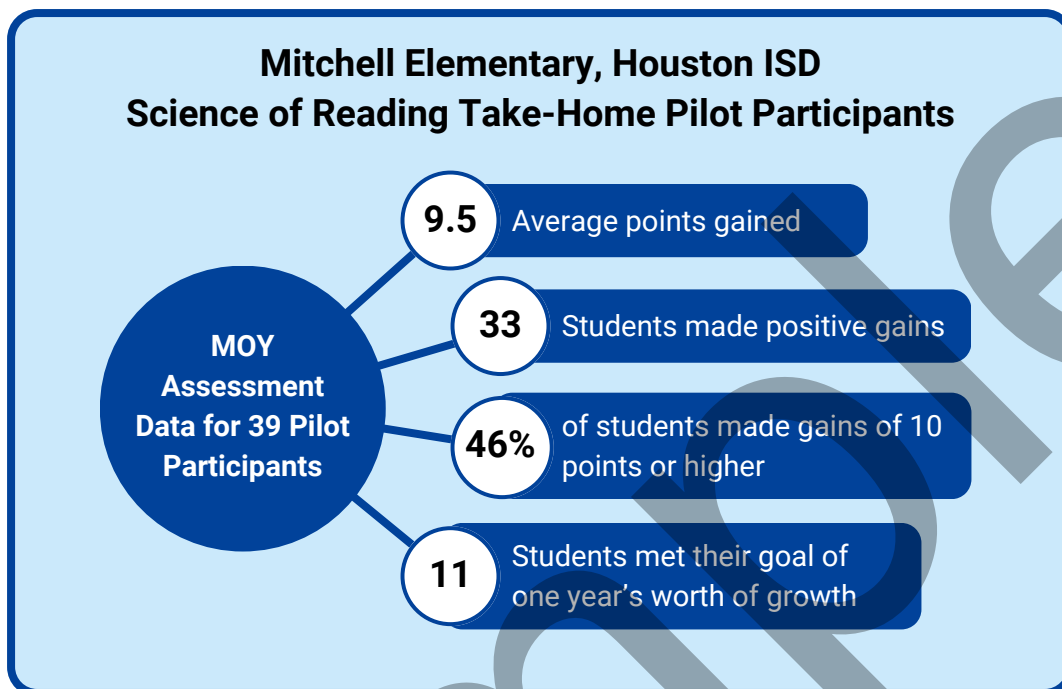 Mitchell Elementary, Houston ISD
Science of Reading Take-Home Pilot Participants
MOY
Assessment
Data for 39 Pilot
Participants
9.5
Average points gained
33
Students made positive gains
46%
of students made gains of 10
points or higher
11
Students met their goal of
one year’s worth of growth